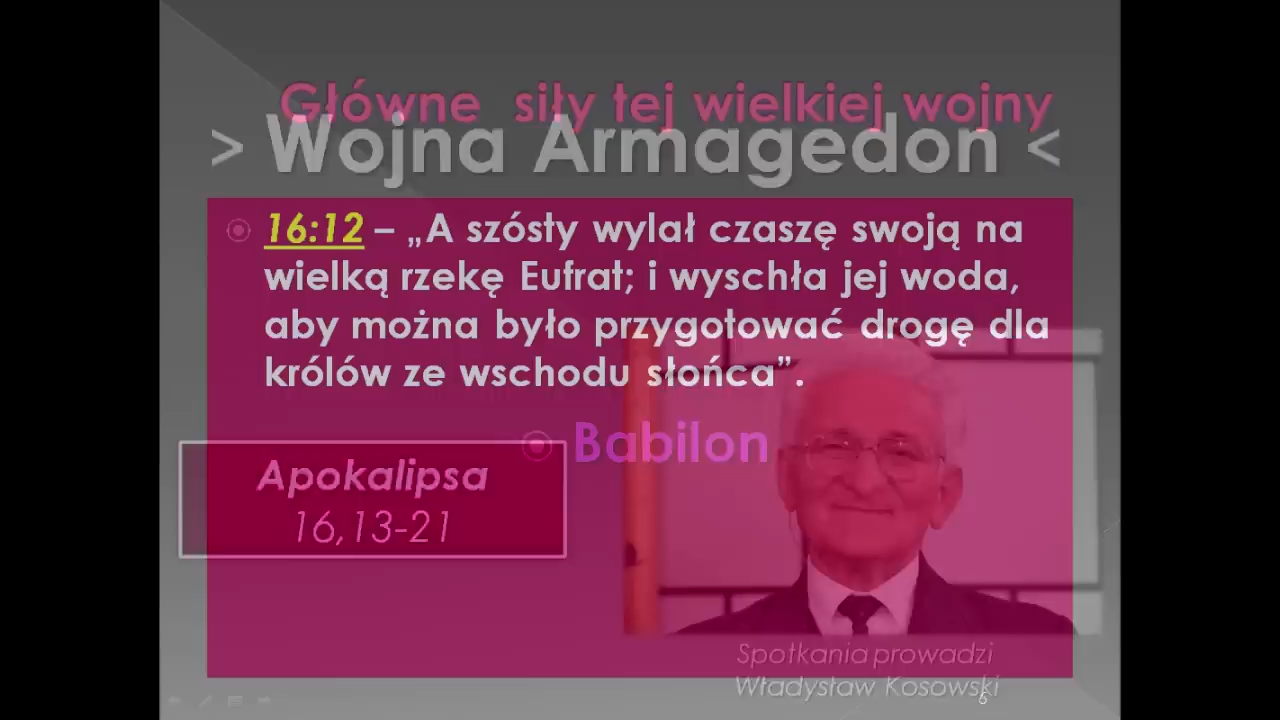 Główne siły tej wielkiej wojny
> Wojna Armagedon <
16:12 – „A szósty wylał czaszę swoją na
wielką rzekę Eufrat; i wyschła jej woda,
aby można było przygotować drogę dla
królów ze wschodu słońca”.
Babilon
Apokalipsa
16,13-21
Spotkania prowadzi
Władysław Kosowski
6